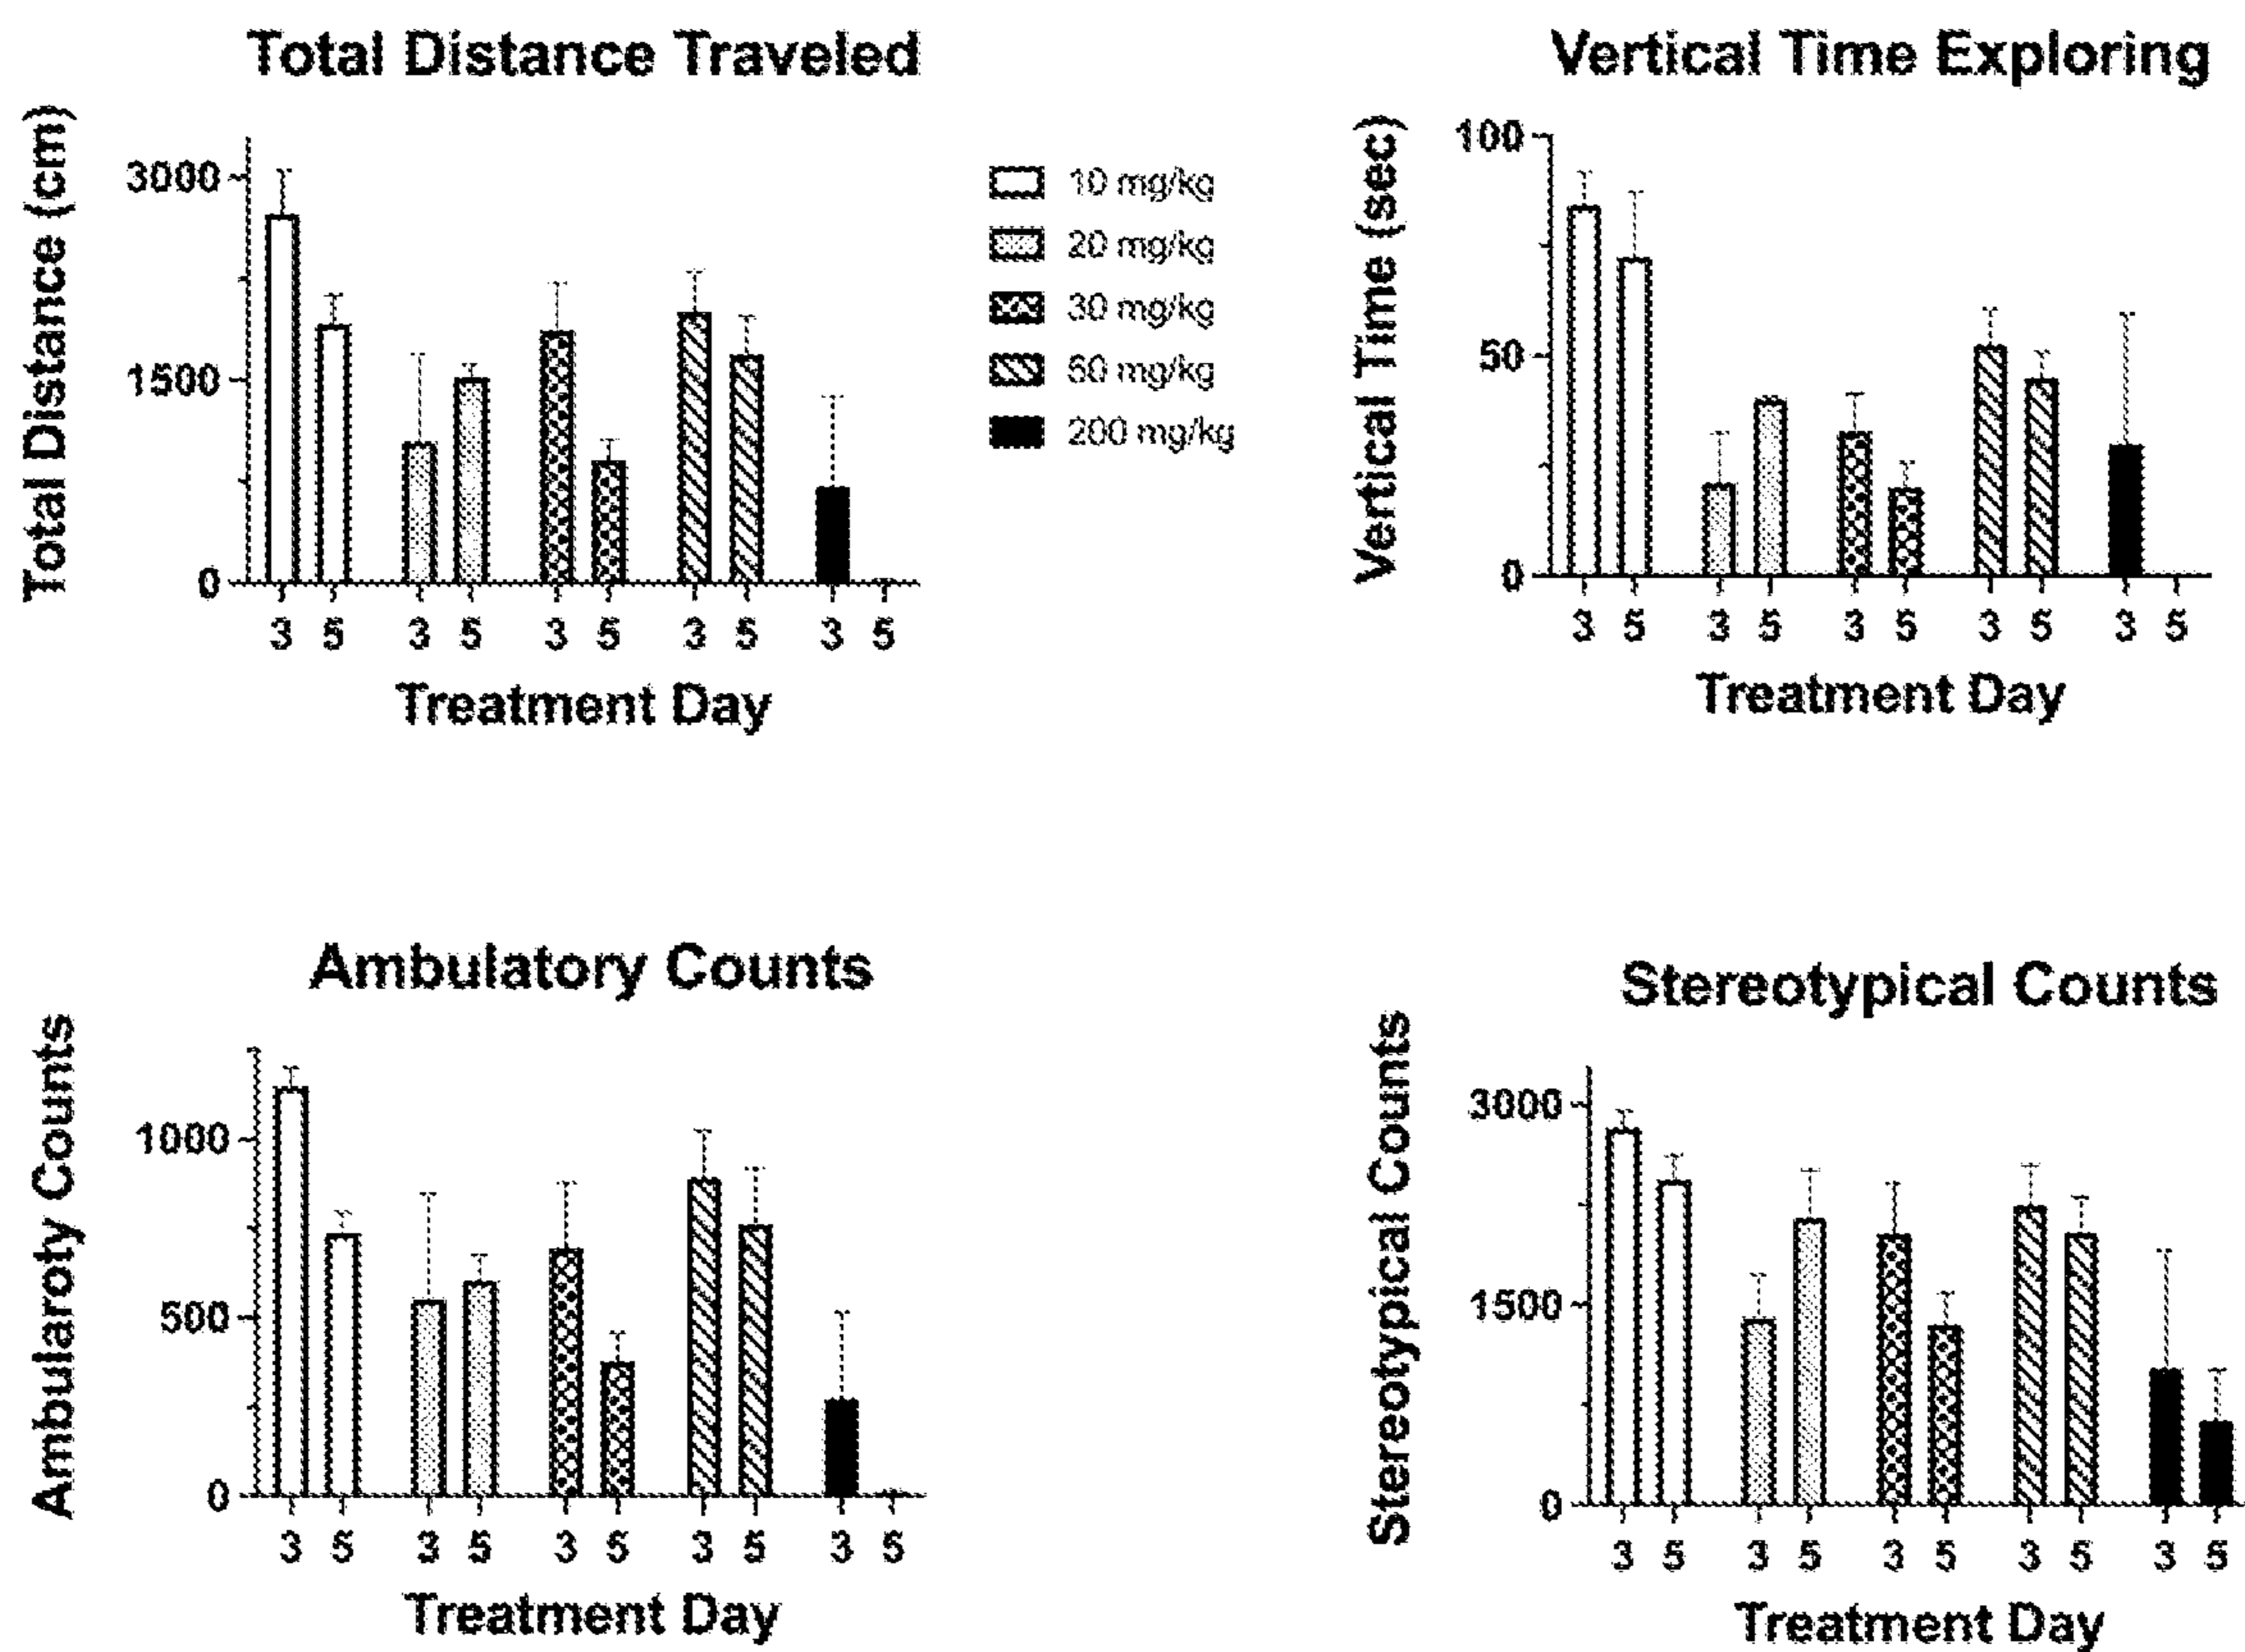 Total Distance Traveled
Total Distance (cm)
3000
1500
0
3 5 3 5 3 5 3 5 3 5
Treatment Day
10 mg/kg
20 mg/kg
30 mg/kg
60 mg/kg
200 mg/kg
Vertical Time Exploring
Vertical Time (sec)
100
50
0
3 5 3 5 3 5 3 5 3 5
Treatment Day
Ambulatory Counts
Ambularoty Counts
1000
500
0
3 5 3 5 3 5 3 5 3 5
Treatment Day
Stereotypical Counts
Stereotypical Counts
3000
1500
0
3 5 3 5 3 5 3 5 3 5
Treatment Day